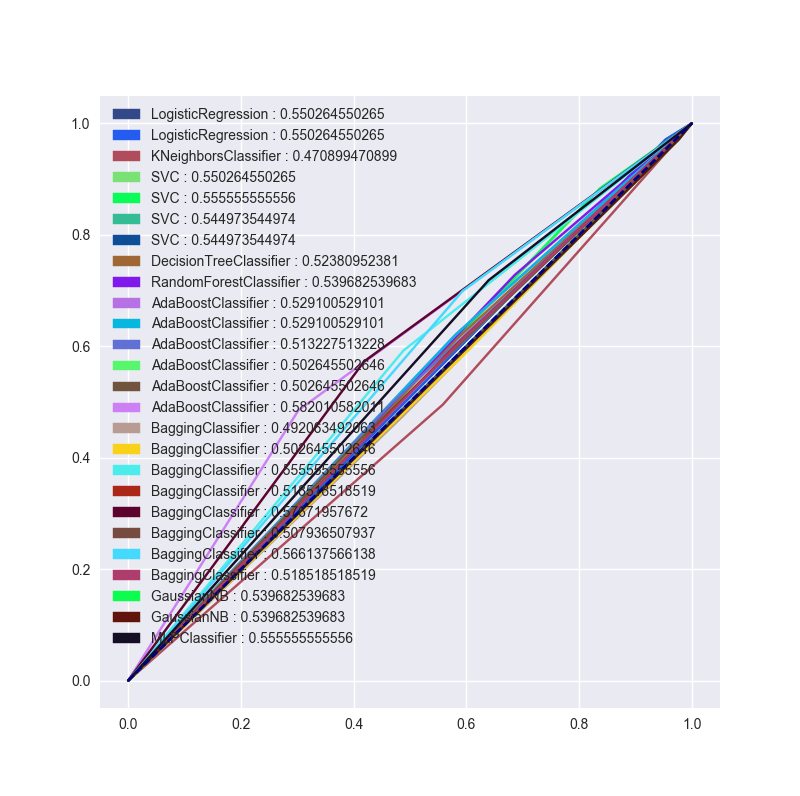 1.0
0.8
0.6
0.4
0.2
0.0
LogisticRegression : 0.550264550265
LogisticRegression : 0.550264550265
KNeighborsClassifier : 0.470899470899
SVC : 0.550264550265
SVC : 0.555555555556
SVC : 0.544973544974
SVC : 0.544973544974
DecisionTreeClassifier : 0.52380952381
RandomForestClassifier : 0.539682539683
AdaBoostClassifier : 0.529100529101
AdaBoostClassifier : 0.529100529101
AdaBoostClassifier : 0.513227513228
AdaBoostClassifier : 0.502645502646
AdaBoostClassifier : 0.502645502646
AdaBoostClassifier : 0.582010582011
BaggingClassifier : 0.492063492063
BaggingClassifier : 0.502645502646
BaggingClassifier : 0.555555555556
BaggingClassifier : 0.518518518519
BaggingClassifier : 0.57671957672
BaggingClassifier : 0.507936507937
BaggingClassifier : 0.566137566138
BaggingClassifier : 0.518518518519
GaussianNB : 0.539682539683
GaussianNB : 0.539682539683
MLPClassifier : 0.555555555556
0.0 0.2 0.4 0.6 0.8 1.0